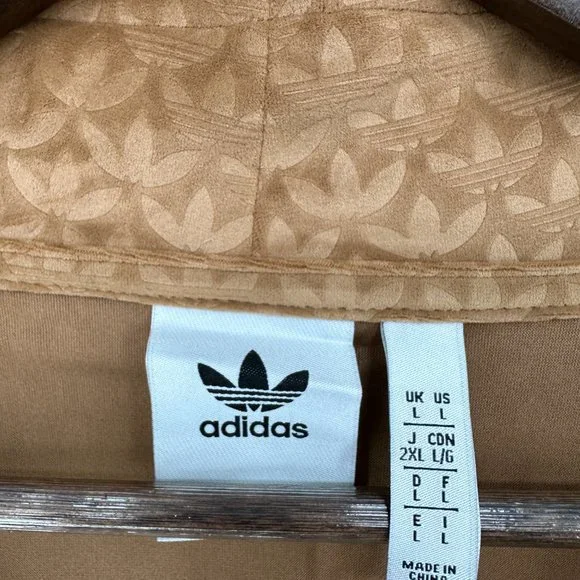 adidas
UK US
L L
J CDN
2XL L/G
D F
L L
E I
L L
MADE IN
CHINA